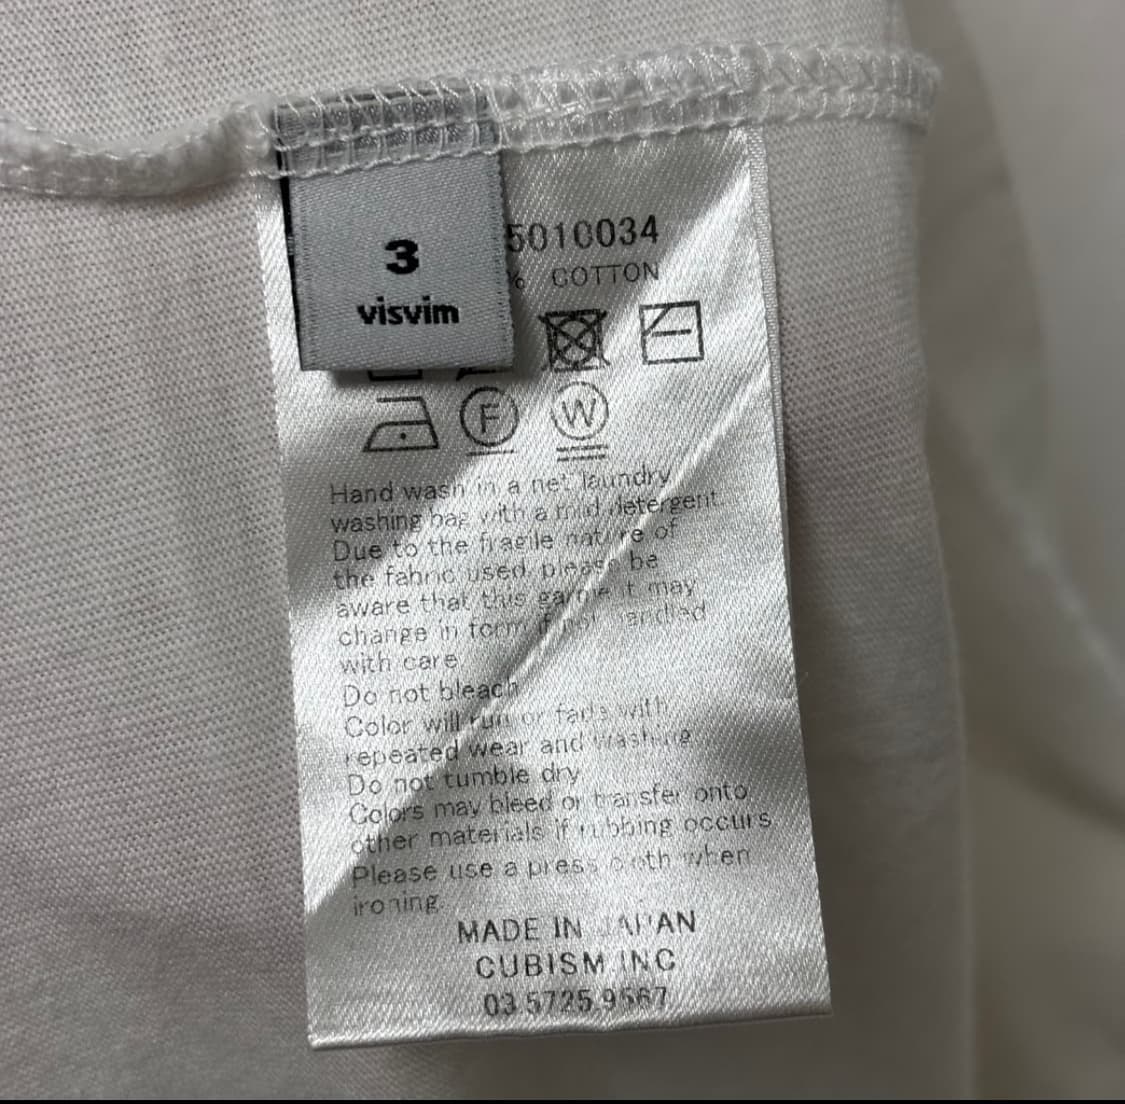 3
visvim
5010034
% COTTON
F
W
Hand wash in a net laundry
washing bag with a mild detergent.
Due to the fragile nature of
the fabric used, please be
aware that this garment may
change in form if not handled
with care
Do not bleach
Color will run or fade with
repeated wear and washing
Do not tumble dry
Colors may bleed or transfer onto
other materials if rubbing occurs
Please use a press cloth when
ironing
MADE IN JAPAN
CUBISM INC
03.5725.9567